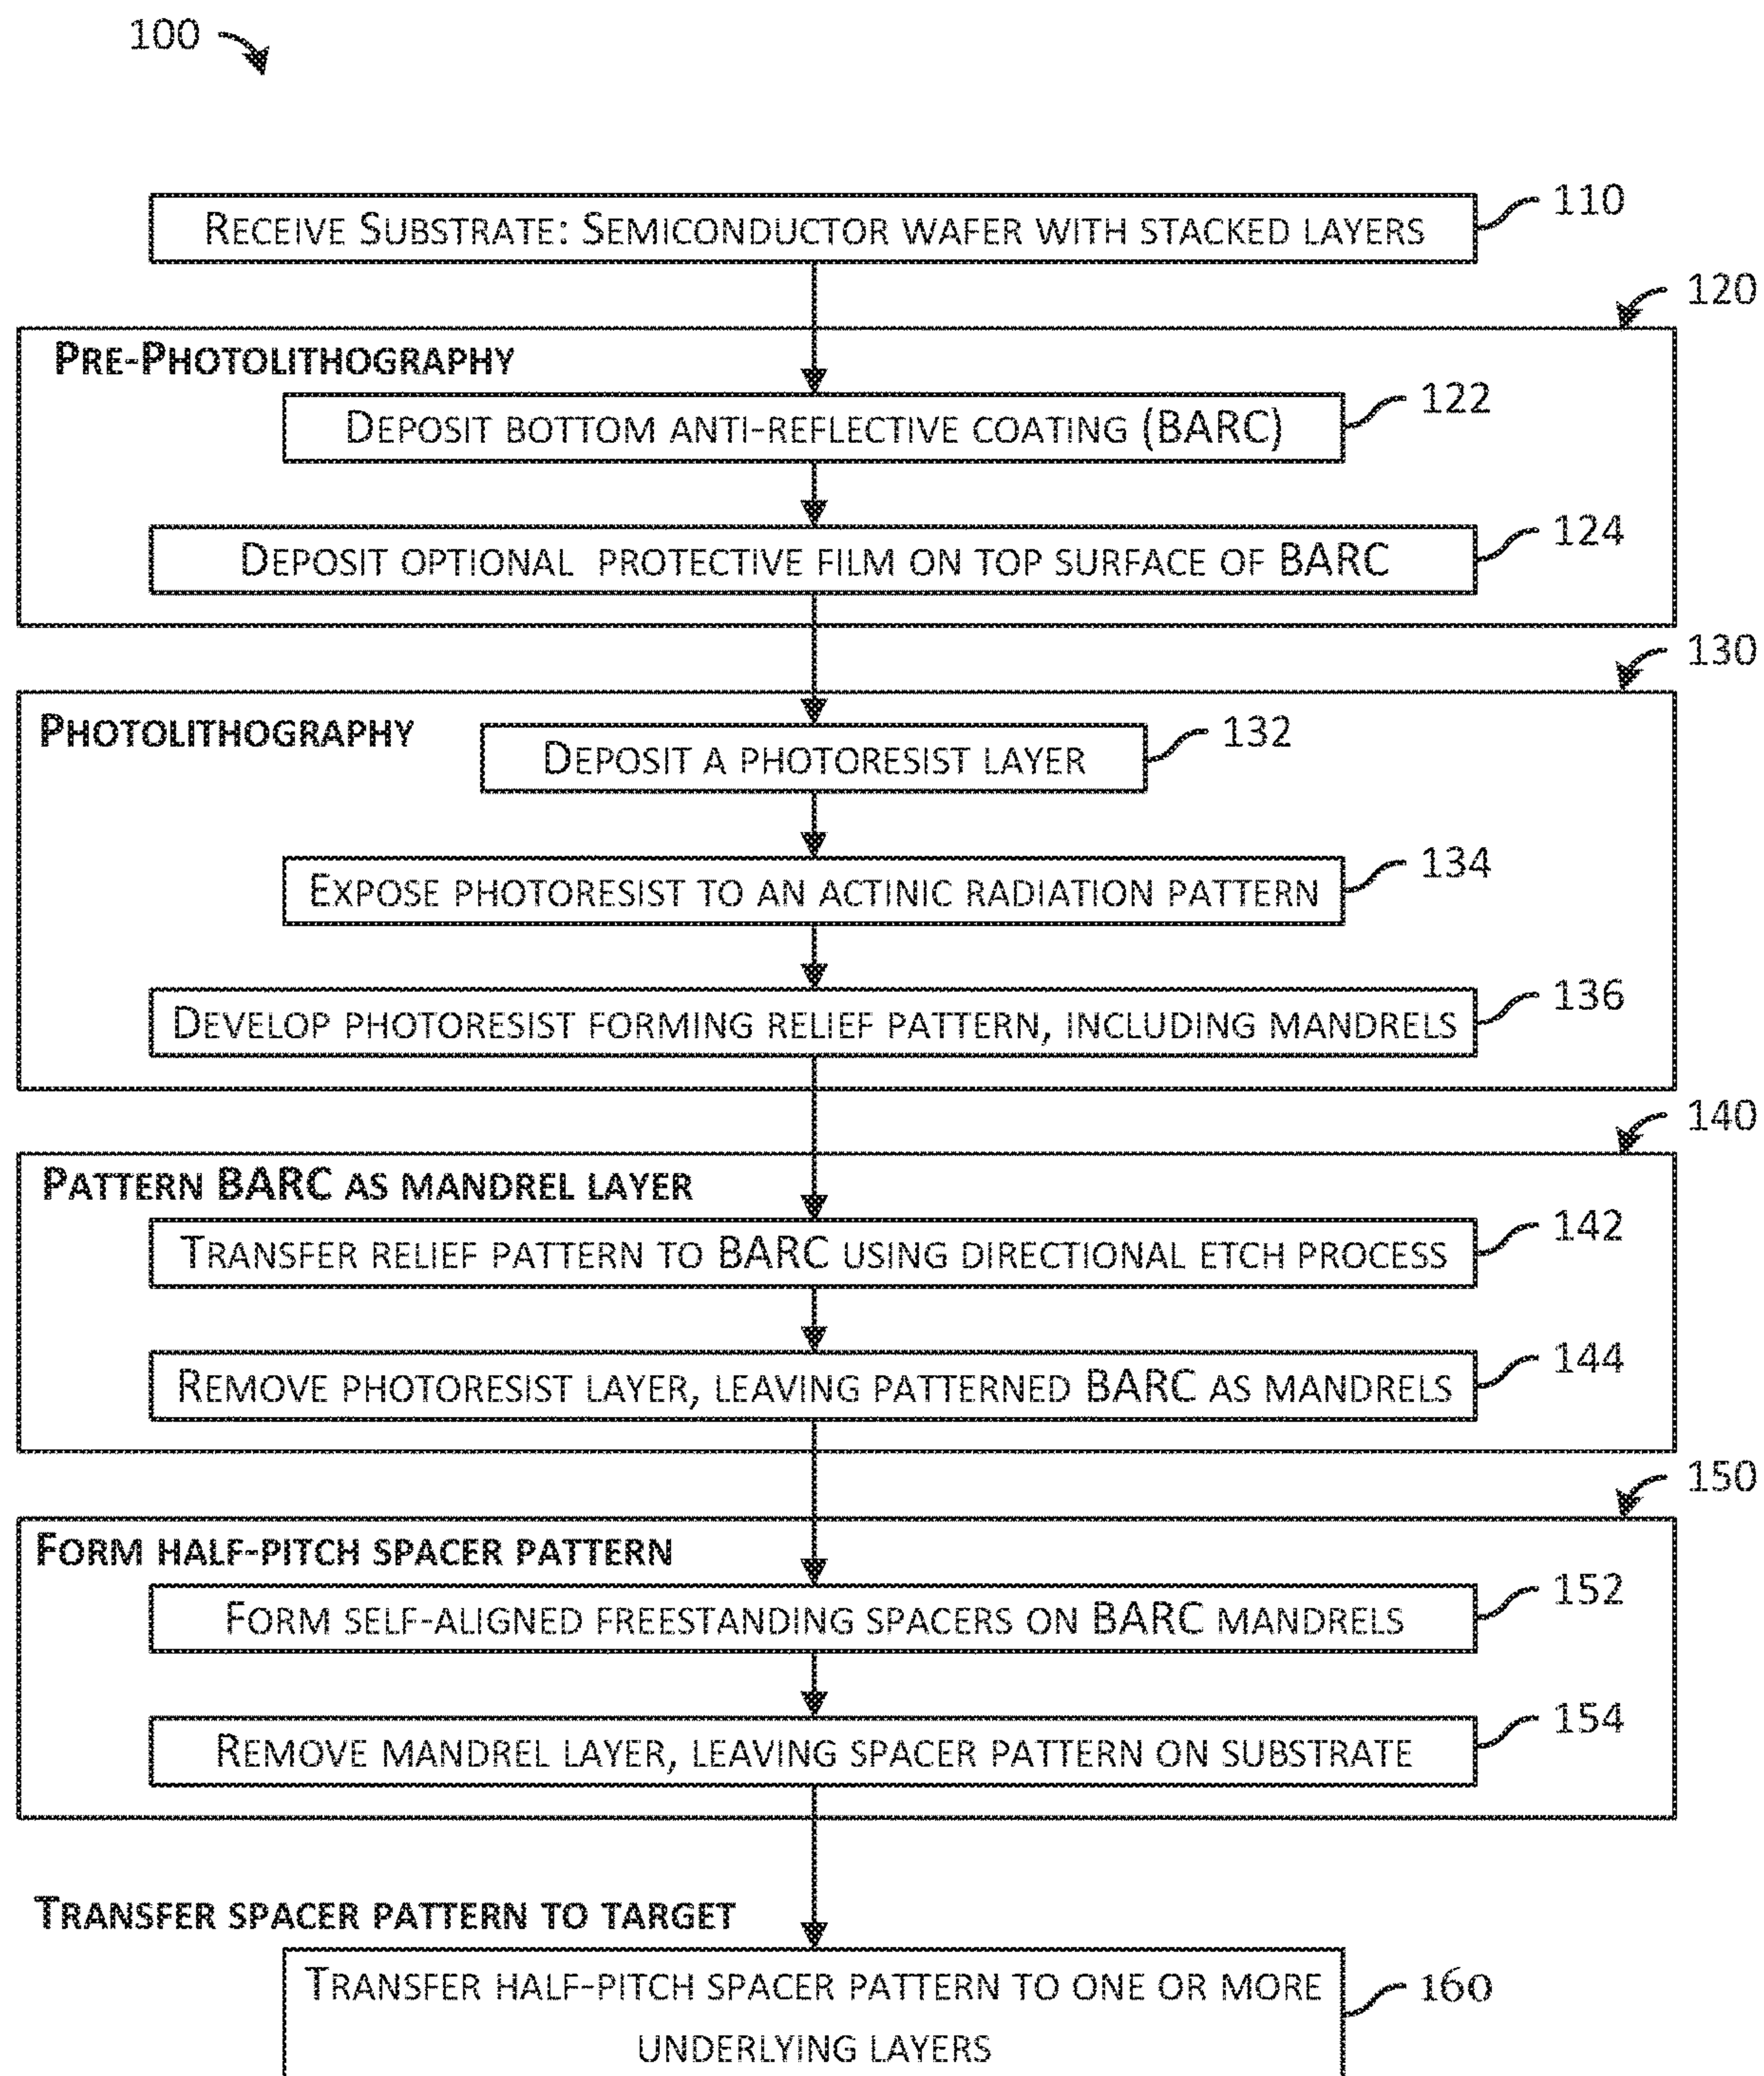 100
RECEIVE SUBSTRATE: SEMICONDUCTOR WAFER WITH STACKED LAYERS
110
120
PRE-PHOTOLITHOGRAPHY
DEPOSIT BOTTOM ANTI-REFLECTIVE COATING (BARC)
122
DEPOSIT OPTIONAL PROTECTIVE FILM ON TOP SURFACE OF BARC
124
130
PHOTOLITHOGRAPHY
DEPOSIT A PHOTORESIST LAYER
132
EXPOSE PHOTORESIST TO AN ACTINIC RADIATION PATTERN
134
DEVELOP PHOTORESIST FORMING RELIEF PATTERN, INCLUDING MANDRELS
136
140
PATTERN BARC AS MANDREL LAYER
TRANSFER RELIEF PATTERN TO BARC USING DIRECTIONAL ETCH PROCESS
142
REMOVE PHOTORESIST LAYER, LEAVING PATTERNED BARC AS MANDRELS
144
150
FORM HALF-PITCH SPACER PATTERN
FORM SELF-ALIGNED FREESTANDING SPACERS ON BARC MANDRELS
152
REMOVE MANDREL LAYER, LEAVING SPACER PATTERN ON SUBSTRATE
154
TRANSFER SPACER PATTERN TO TARGET
TRANSFER HALF-PITCH SPACER PATTERN TO ONE OR MORE
UNDERLYING LAYERS
160